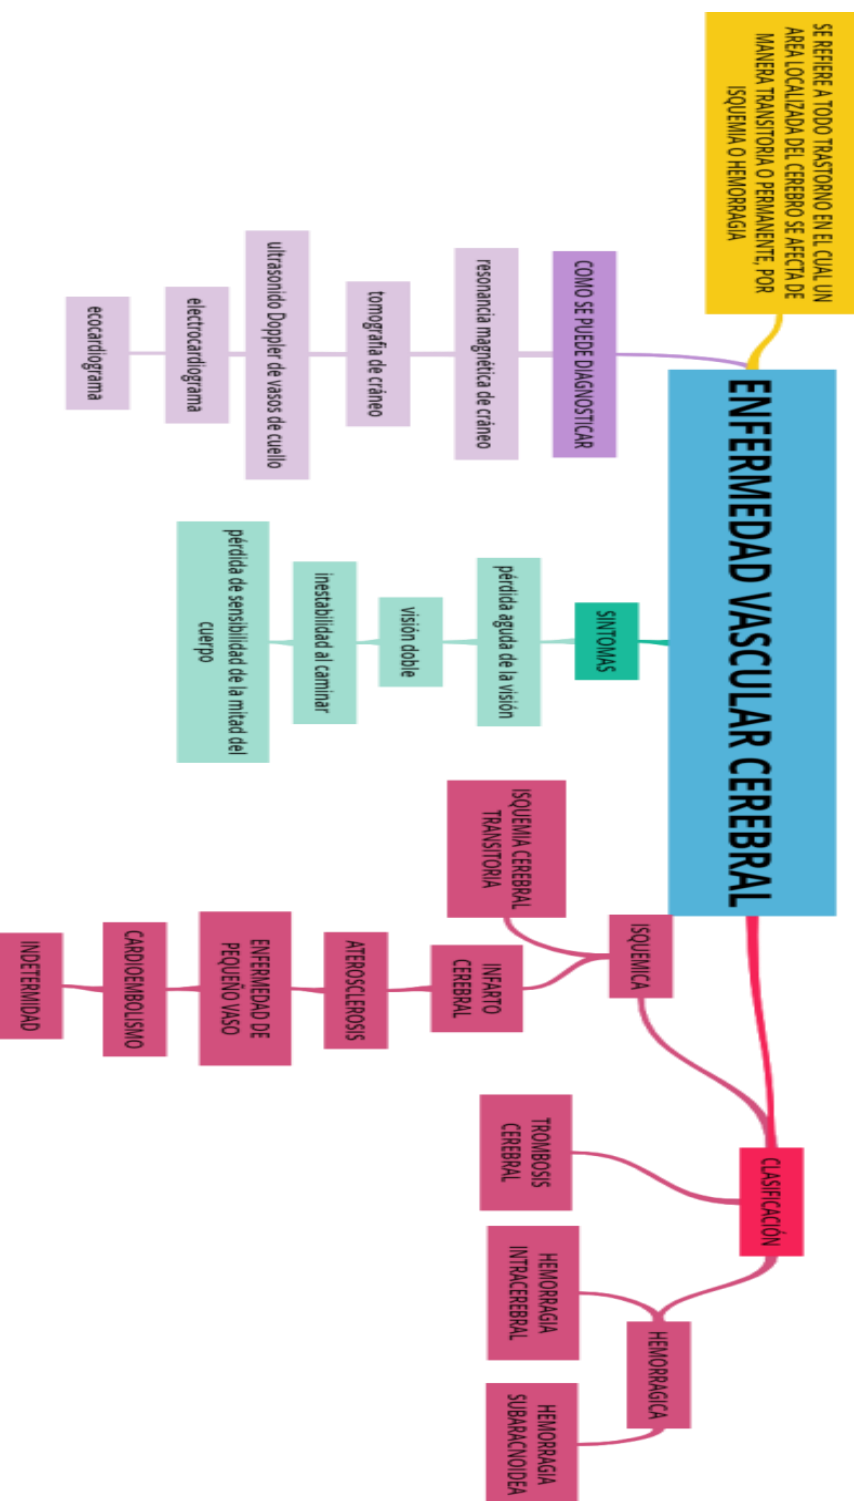 SE REFIERE A TODO TRASTORNO EN EL CUAL UN
AREA LOCALIZADA DEL CEREBRO SE AFECTA DE
MANERA TRANSITORIA O PERMANENTE, POR
ISQUEMIA O HEMORRAGIA
ENFERMEDAD VASCULAR CEREBRAL
COMO SE PUEDE DIAGNOSTICAR
resonancia magnética de cráneo
tomografia de cráneo
ultrasonido Doppler de vasos de cuello
electrocardiograma
ecocardiograma
SINTOMAS
pérdida aguda de la visión
visión doble
inestabilidad al caminar
pérdida de sensibilidad de la mitad del
cuerpo
CLASIFICACIÓN
ISQUEMICA
ISQUEMIA CEREBRAL
TRANSITORIA
INFARTO
CEREBRAL
ATEROSCLEROSIS
ENFERMEDAD DE
PEQUEÑO VASO
CARDIOEMBOLISMO
INDETERMIDAD
TROMBOSIS
CEREBRAL
HEMORRAGICA
HEMORRAGIA
INTRACEREBRAL
HEMORRAGIA
SUBARACNOIDEA